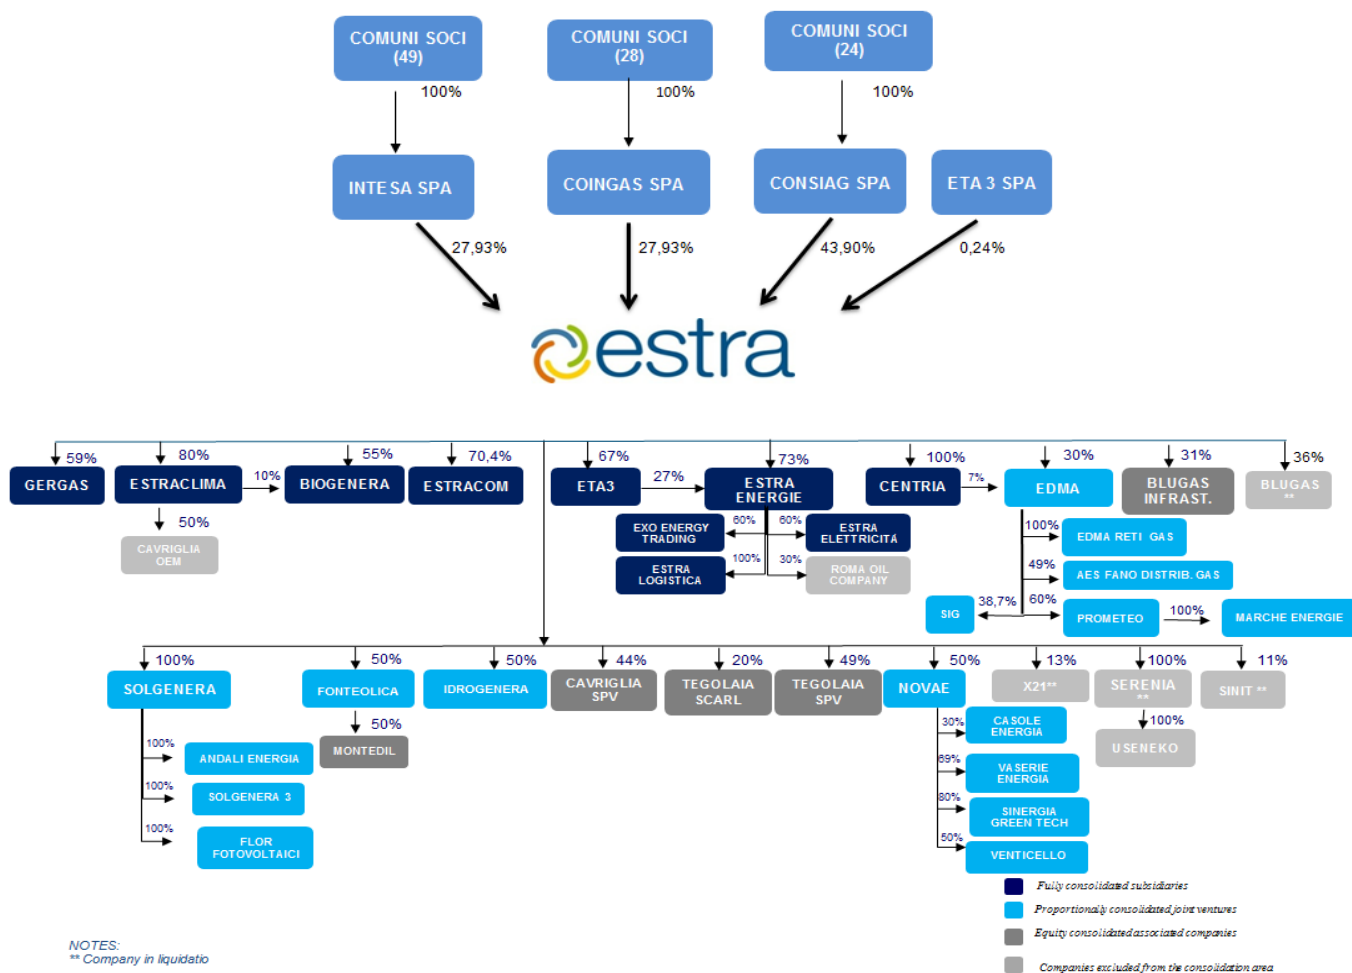 COMUNI SOCI
(49)
COMUNI SOCI
(28)
COMUNI SOCI
(24)
100%
100%
100%
INTESA SPA
COINGAS SPA
CONSIAG SPA
ETA 3 SPA
27,93%
27,93%
43,90%
0,24%
estra
59%
80%
10%
55%
70,4%
67%
27%
73%
100%
7%
30%
31%
36%
GERGAS
ESTRACLIMA
BIOGENERA
ESTRACOM
ETA3
ESTRA
ENERGIE
CENTRIA
EDMA
BLUGAS
INFRAST.
BLUGAS
**
50%
CAVRIGLIA
OEM
EXO ENERGY
TRADING
60%
60%
ESTRA
ELETTRICITÀ
ESTRA
LOGISTICA
100%
30%
ROMA OIL
COMPANY
100%
EDMA RETI GAS
49%
AES FANO DISTRIB. GAS
SIG
38,7%
60%
PROMETEO
100%
MARCHE ENERGIE
100%
50%
50%
44%
20%
49%
50%
13%
100%
11%
SOLGENERA
FONTEOLICA
IDROGENERA
CAVRIGLIA
SPV
TEGOLAIA
SCARL
TEGOLAIA
SPV
NOVAE
X21**
SERENIA
**
SINIT **
100%
ANDALI ENERGIA
100%
SOLGENERA 3
100%
FLOR
FOTOVOLTAICI
50%
MONTEDIL
30%
CASOLE
ENERGIA
69%
VASERIE
ENERGIA
80%
SINERGIA
GREEN TECH
50%
VENTICELLO
100%
USENEKO
Fully consolidated subsidiaries
Proportionally consolidated joint ventures
Equity consolidated associated companies
Companies excluded from the consolidation area
NOTES:
** Company in liquidatio